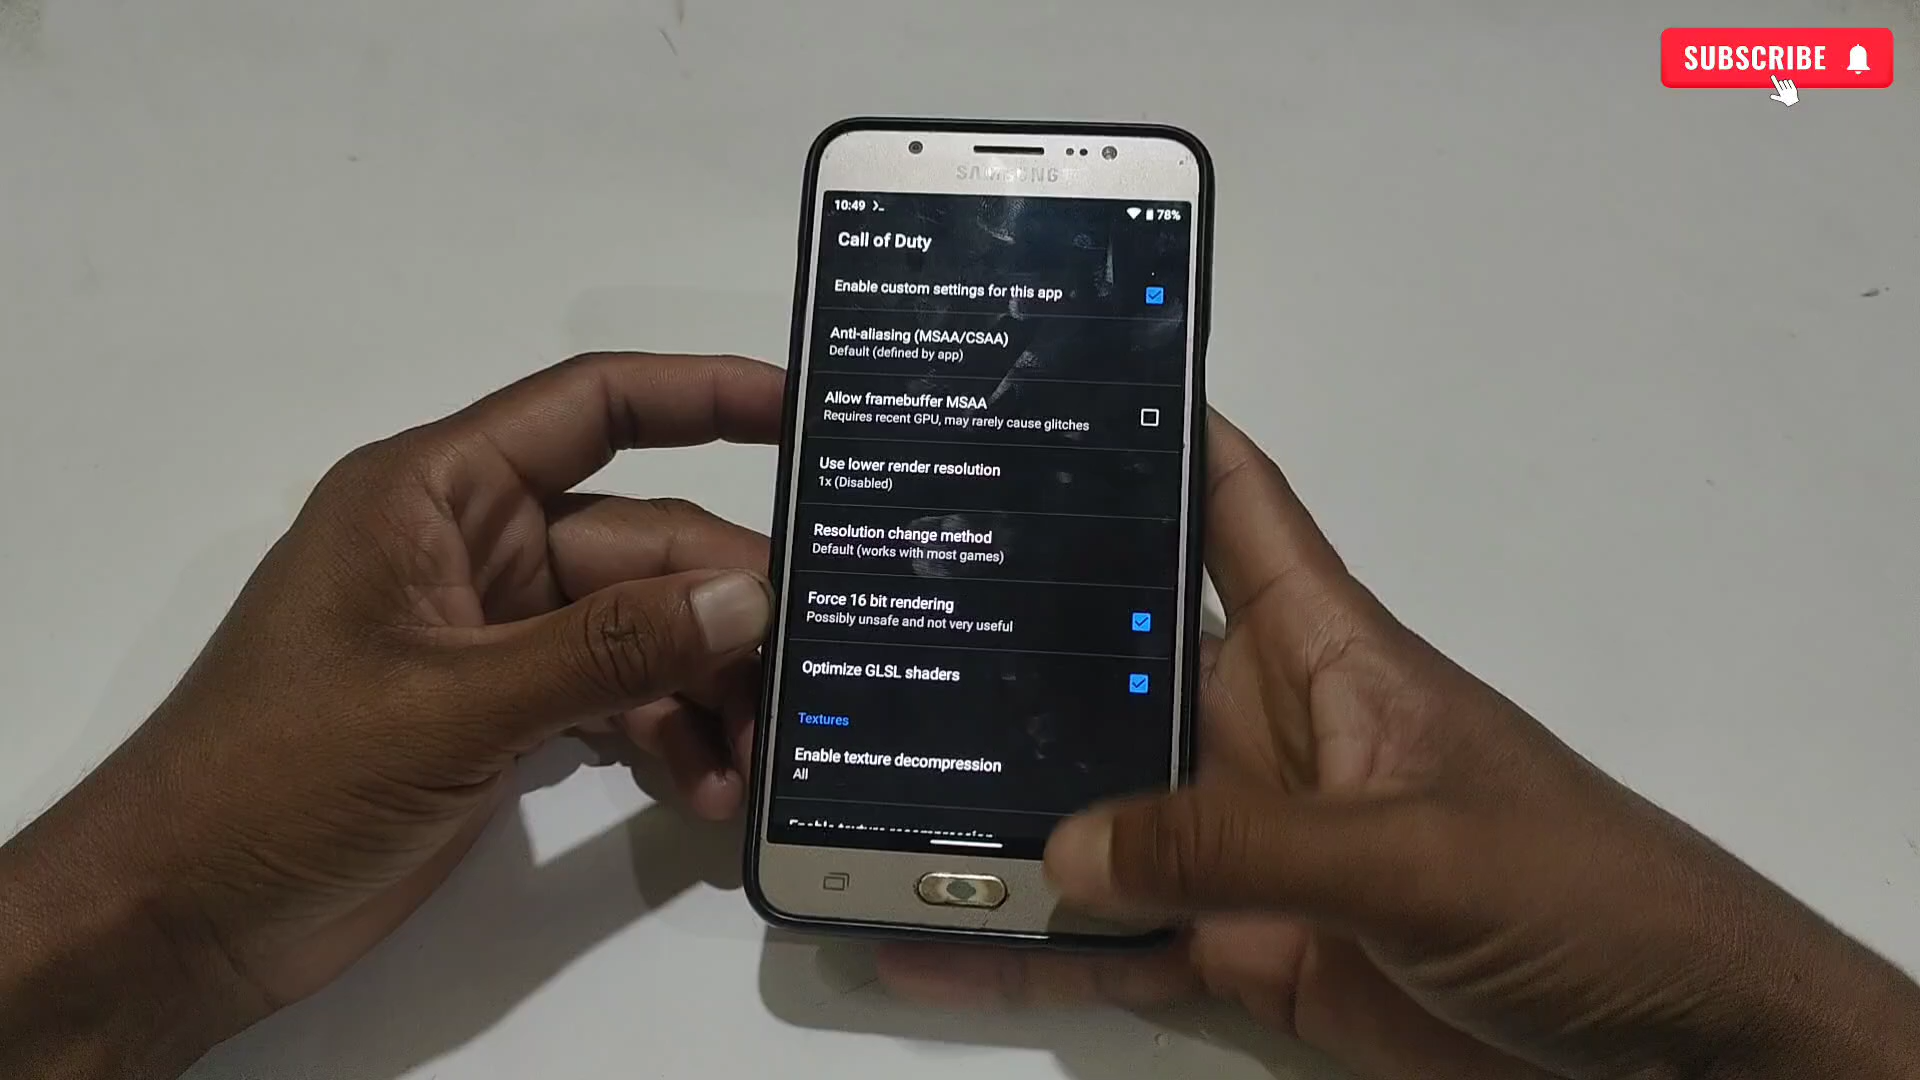 SUBSCRIBE
SAMSUNG
10:49 >_
78%
Call of Duty
Enable custom settings for this app
Anti-aliasing (MSAA/CSAA)
Default (defined by app)
Allow framebuffer MSAA
Requires recent GPU, may rarely cause glitches
Use lower render resolution
1x (Disabled)
Resolution change method
Default (works with most games)
Force 16 bit rendering
Possibly unsafe and not very useful
Optimize GLSL shaders
Textures
Enable texture decompression
All
Enable texture